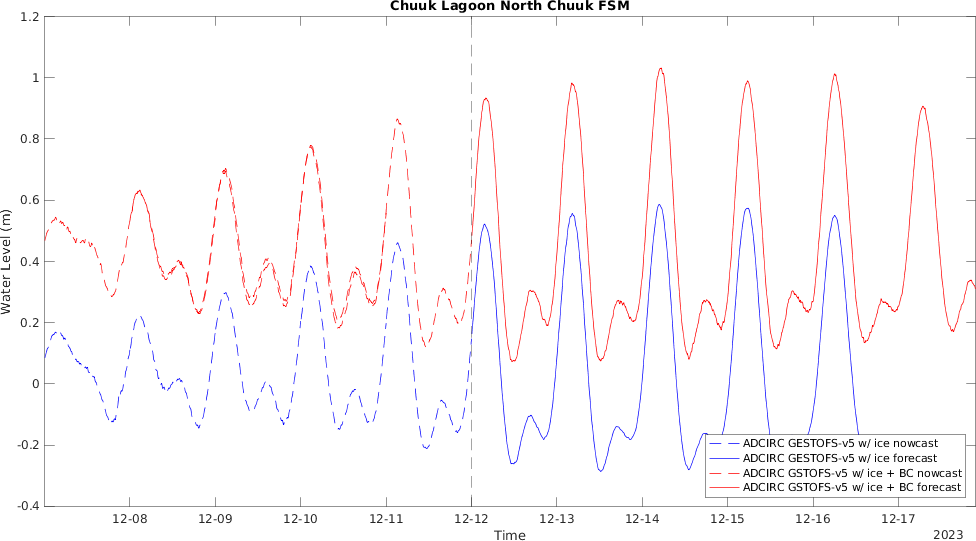 Chuuk Lagoon North Chuuk FSM
1.2
1
0.8
0.6
0.4
0.2
0
-0.2
-0.4
Water Level (m)
ADCIRC GESTOFS-v5 w/ ice nowcast
ADCIRC GESTOFS-v5 w/ ice forecast
ADCIRC GSTOFS-v5 w/ ice + BC nowcast
ADCIRC GSTOFS-v5 w/ ice + BC forecast
12-08 12-09 12-10 12-11 12-12 12-13 12-14 12-15 12-16 12-17
Time
2023